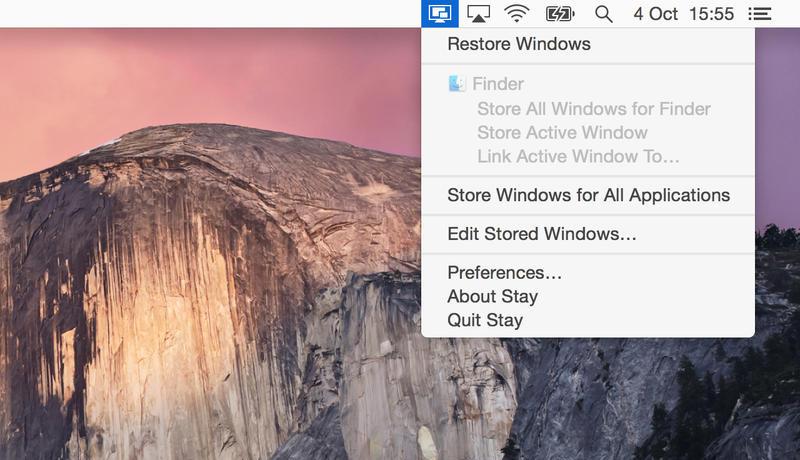 4 Oct 15:55
Restore Windows
Finder
Store All Windows for Finder
Store Active Window
Link Active Window To…
Store Windows for All Applications
Edit Stored Windows…
Preferences…
About Stay
Quit Stay